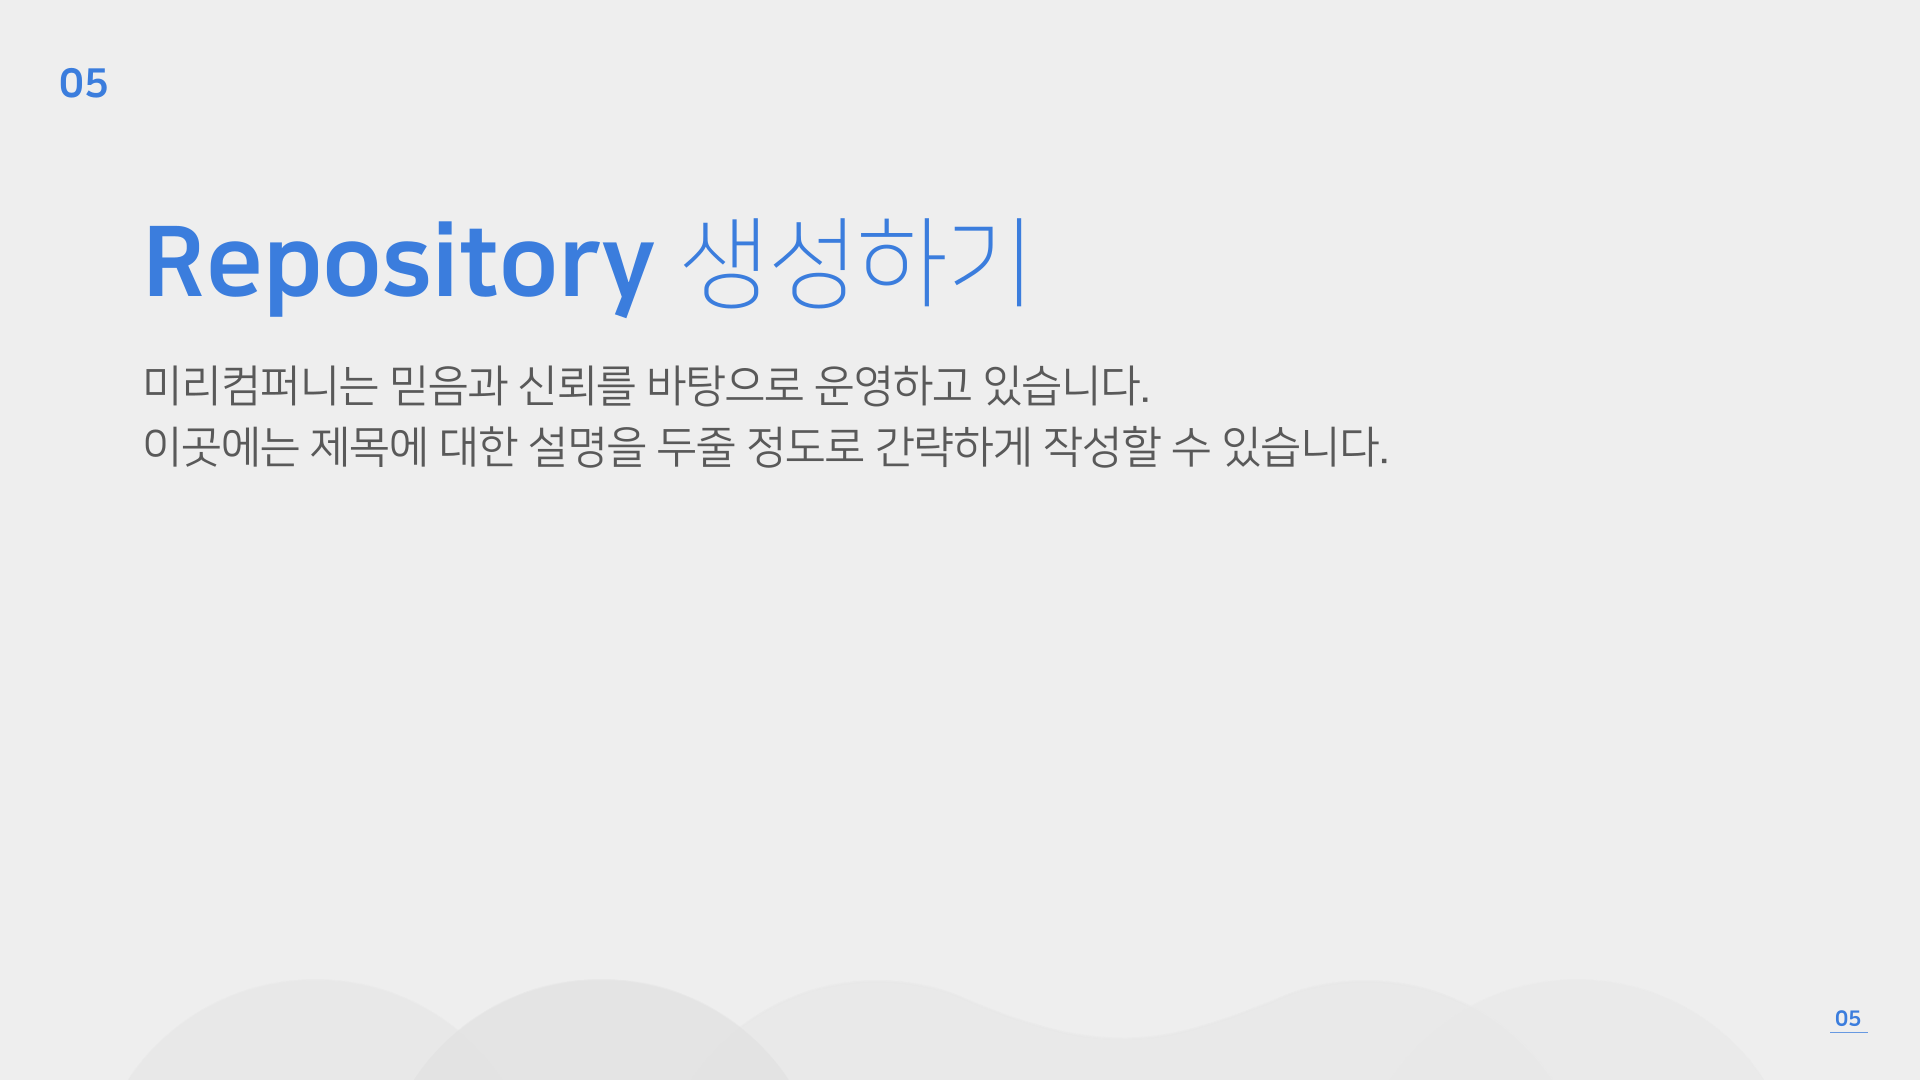 05
Repository 생성하기
미리컴퍼니는 믿음과 신뢰를 바탕으로 운영하고 있습니다.
이곳에는 제목에 대한 설명을 두줄 정도로 간략하게 작성할 수 있습니다.
05